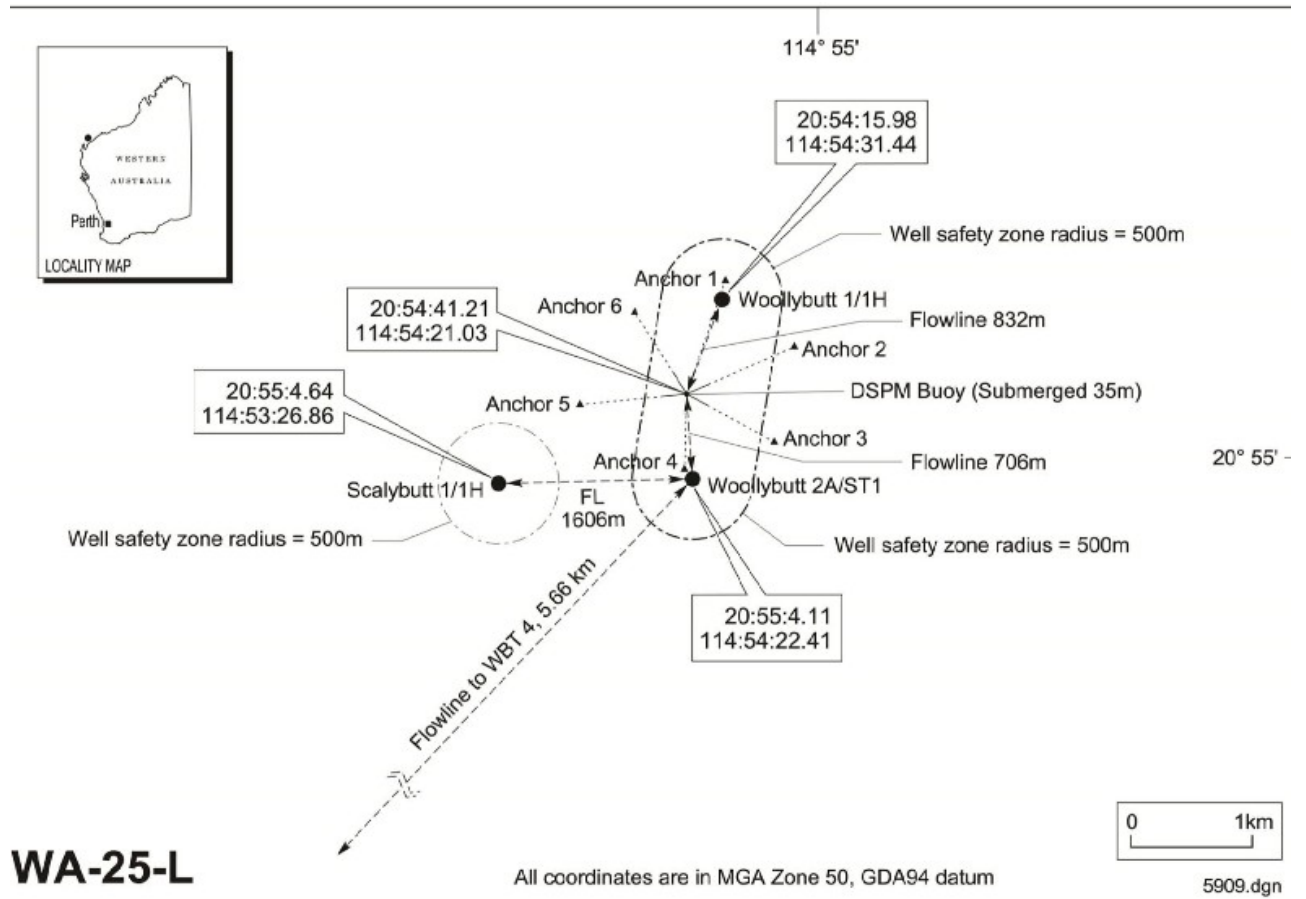 114° 55'
WESTERN
AUSTRALIA
Perth
LOCALITY MAP
20:54:15.98
114:54:31.44
Well safety zone radius = 500m
Anchor 1
Woollybutt 1/1H
Anchor 6
20:54:41.21
114:54:21.03
Flowline 832m
Anchor 2
20:55:4.64
114:53:26.86
DSPM Buoy (Submerged 35m)
Anchor 5
Anchor 3
20° 55'
Anchor 4
Flowline 706m
Scalybutt 1/1H
Woollybutt 2A/ST1
FL
1606m
Well safety zone radius = 500m
Well safety zone radius = 500m
20:55:4.11
114:54:22.41
Flowline to WBT 4, 5.66 km
0 1km
WA-25-L
All coordinates are in MGA Zone 50, GDA94 datum
5909.dgn